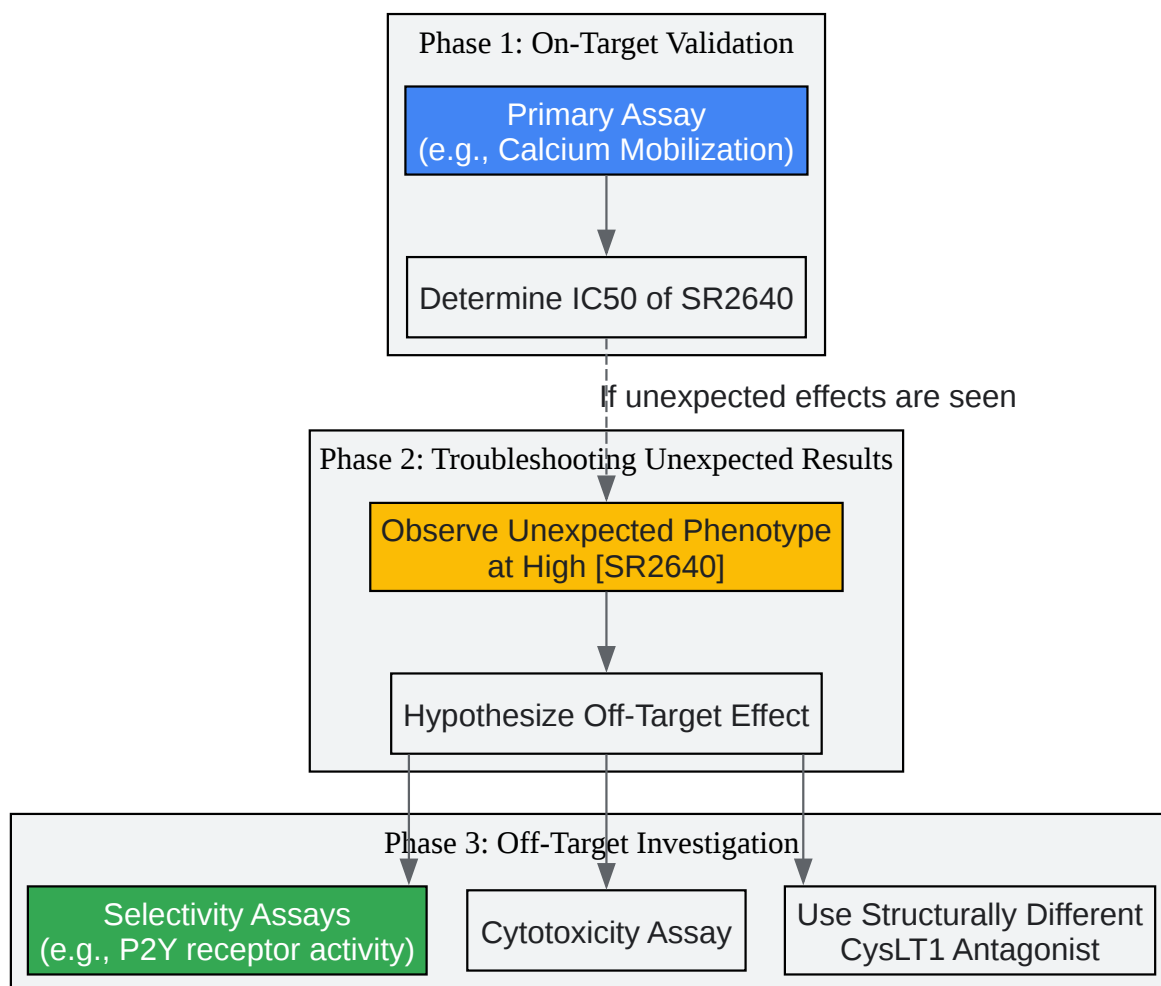 Phase 1: On-Target Validation
Primary Assay
(e.g., Calcium Mobilization)
Determine IC50 of SR2640
If unexpected effects are seen
Phase 2: Troubleshooting Unexpected Results
Observe Unexpected Phenotype
at High [SR2640]
Hypothesize Off-Target Effect
Phase 3: Off-Target Investigation
Selectivity Assays
(e.g., P2Y receptor activity)
Cytotoxicity Assay
Use Structurally Different
CysLT1 Antagonist